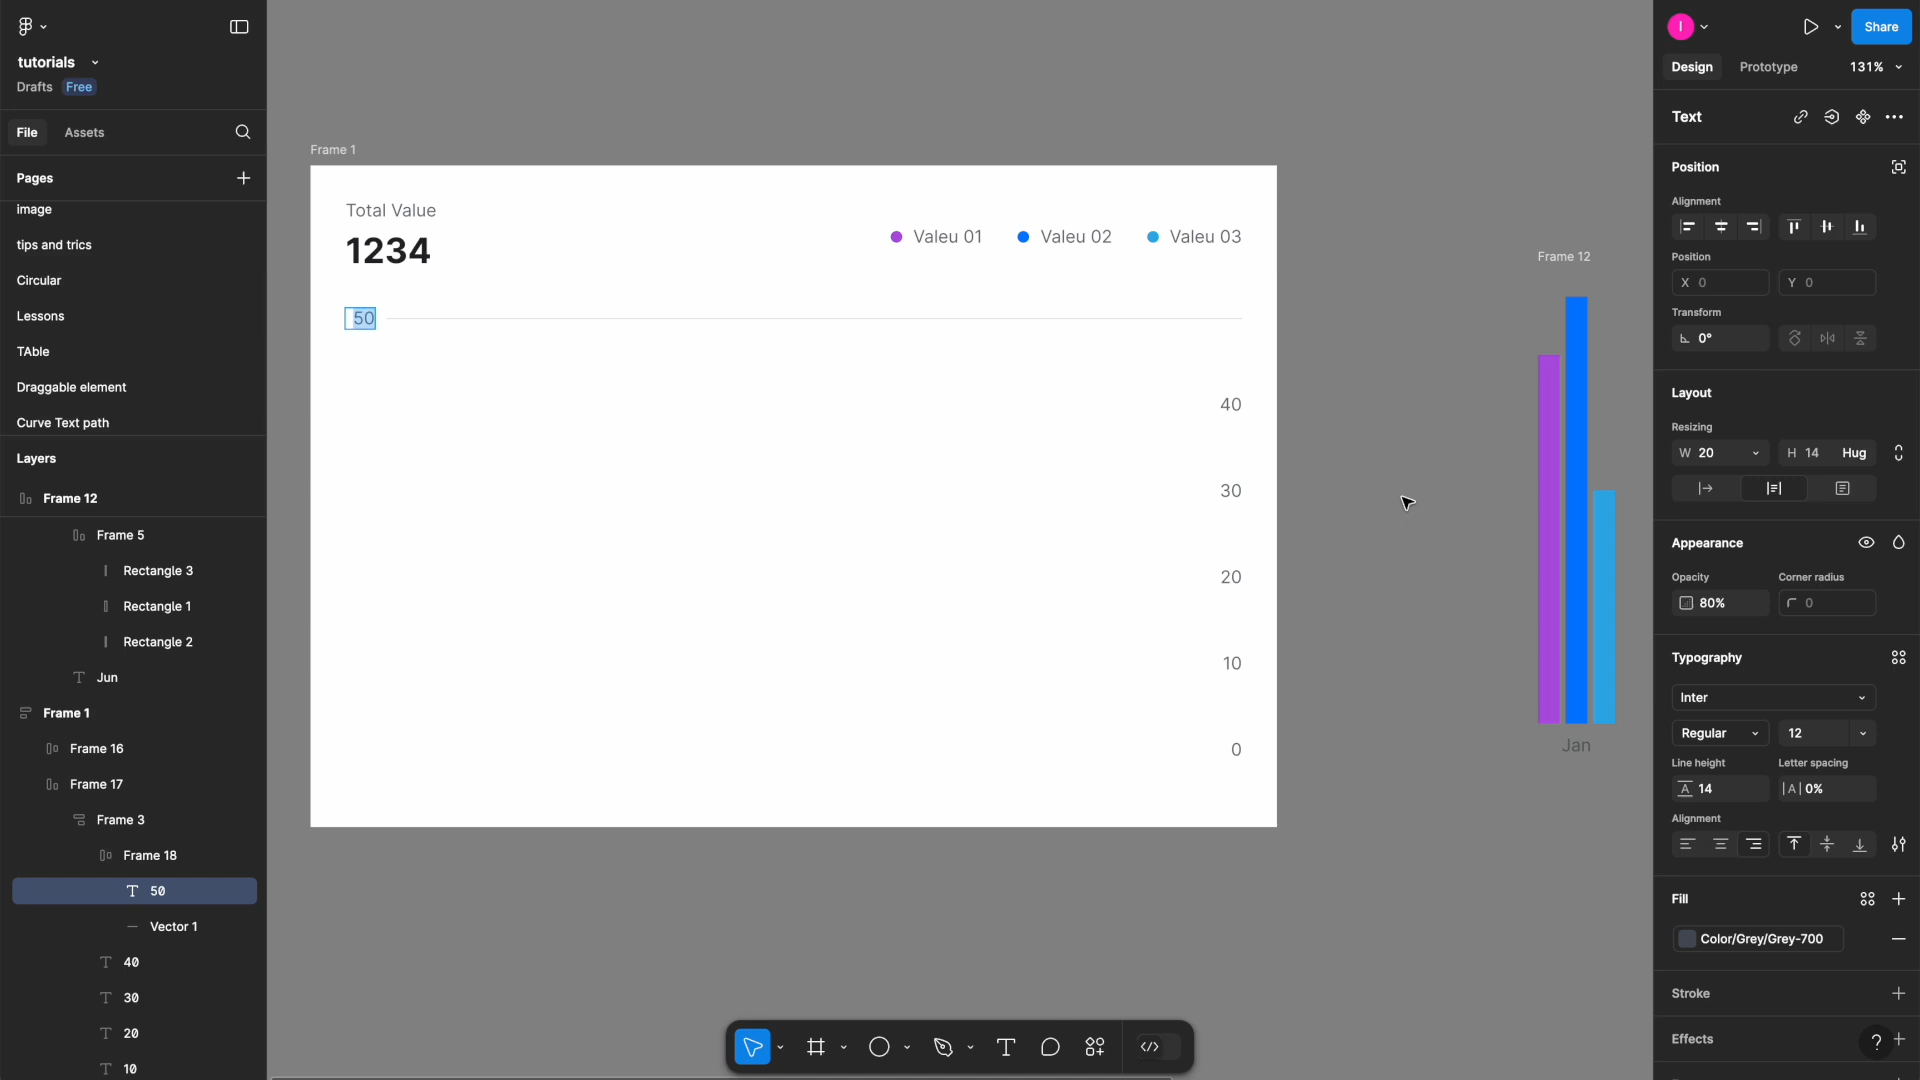 tutorials
Drafts Free
File Assets
Pages
image
tips and trics
Circular
Lessons
TAble
Draggable element
Curve Text path
Layers
Frame 12
Frame 5
Rectangle 3
Rectangle 1
Rectangle 2
Jun
Frame 1
Frame 16
Frame 17
Frame 3
Frame 18
50
Vector 1
40
30
20
10
Frame 1
Total Value
1234
Valeu 01 Valeu 02 Valeu 03
50
40
30
20
10
0
Frame 12
Jan
I
Share
Design Prototype 131%
Text
Position
Alignment
Position
X 0 Y 0
Transform
0°
Layout
Resizing
W 20 H 14 Hug
Appearance
Opacity Corner radius
80% 0
Typography
Inter
Regular 12
Line height Letter spacing
A 14 |A| 0%
Alignment
Fill
Color/Grey/Grey-700
Stroke
Effects
?